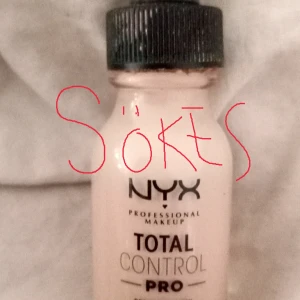 SÖKES
NYX
PROFESSIONAL
MAKEUP
TOTAL
CONTROL
PRO